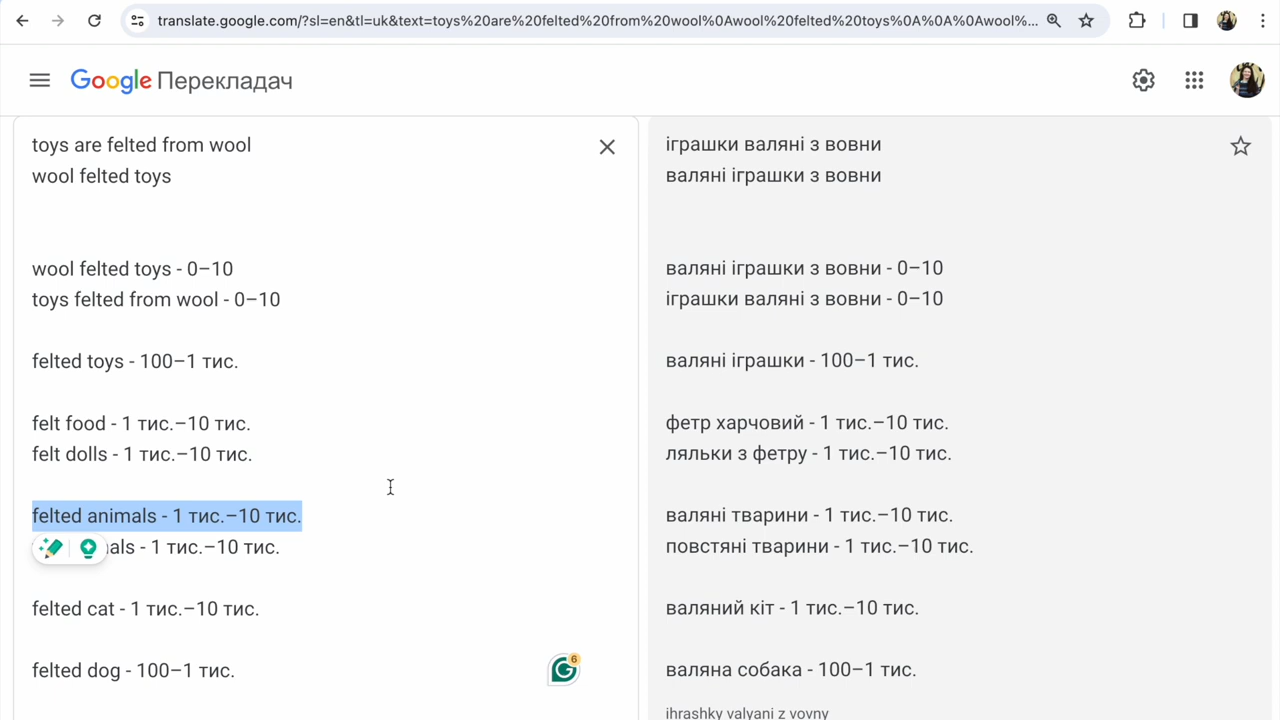 translate.google.com/?sl=en&tl=uk&text=toys%20are%20felted%20from%20wool%0Awool%20felted%20toys%0A%0A%0Awool%...
Google Перекладач
toys are felted from wool
wool felted toys
wool felted toys - 0–10
toys felted from wool - 0–10
felted toys - 100–1 тис.
felt food - 1 тис.–10 тис.
felt dolls - 1 тис.–10 тис.
felted animals - 1 тис.–10 тис.
als - 1 тис.–10 тис.
felted cat - 1 тис.–10 тис.
felted dog - 100–1 тис.
6
іграшки валяні з вовни
валяні іграшки з вовни
валяні іграшки з вовни - 0–10
іграшки валяні з вовни - 0–10
валяні іграшки - 100–1 тис.
фетр харчовий - 1 тис.–10 тис.
ляльки з фетру - 1 тис.–10 тис.
валяні тварини - 1 тис.–10 тис.
повстяні тварини - 1 тис.–10 тис.
валяний кіт - 1 тис.–10 тис.
валяна собака - 100–1 тис.
ihrashky valyani z vovny